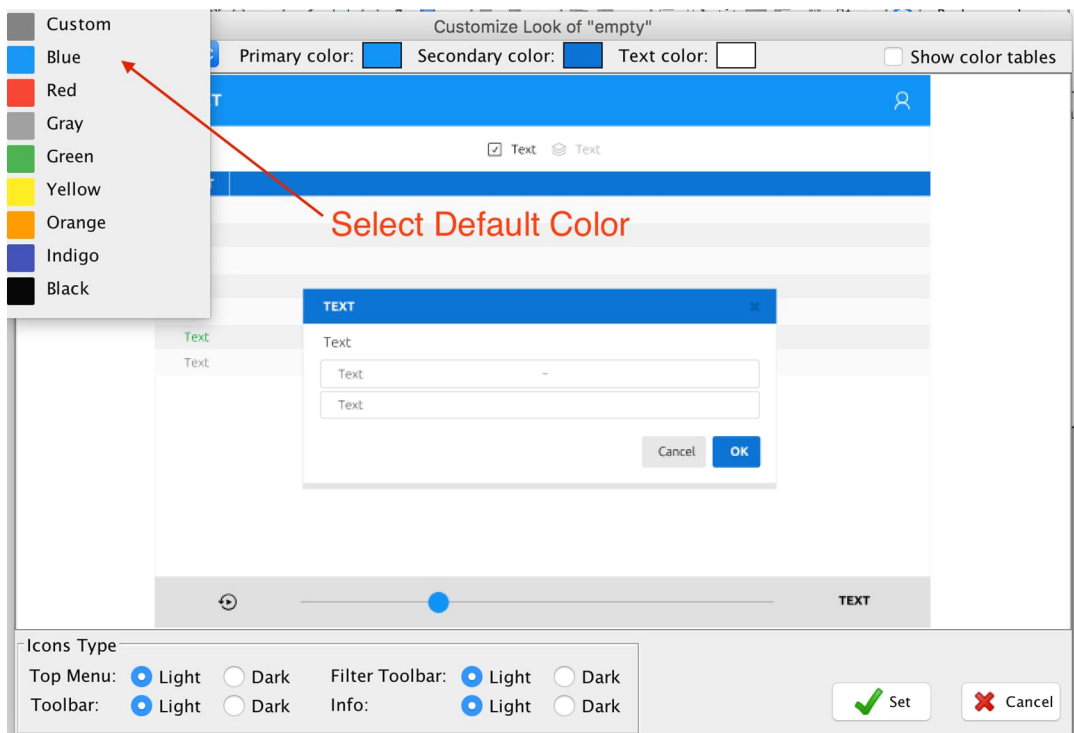 Customize Look of "empty"
Custom
Blue
Red
Gray
Green
Yellow
Orange
Indigo
Black
Primary color: Secondary color: Text color: Show color tables
Text Text
Select Default Color
TEXT
Text
Text -
Text
Cancel OK
Text
Text
TEXT
Icons Type
Top Menu: Light Dark Filter Toolbar: Light Dark
Toolbar: Light Dark Info: Light Dark
Set Cancel